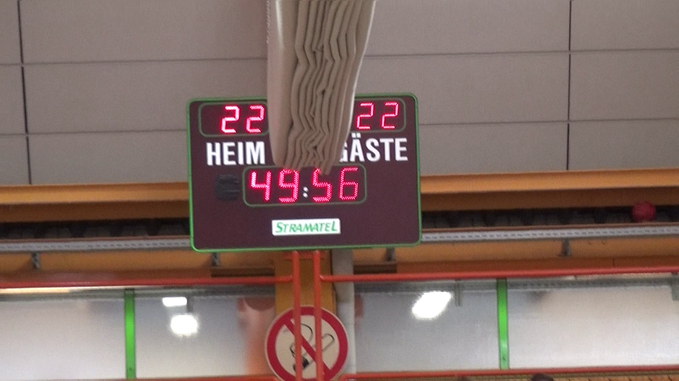 22 22
HEIM GÄSTE
49:56
STRAMATEL